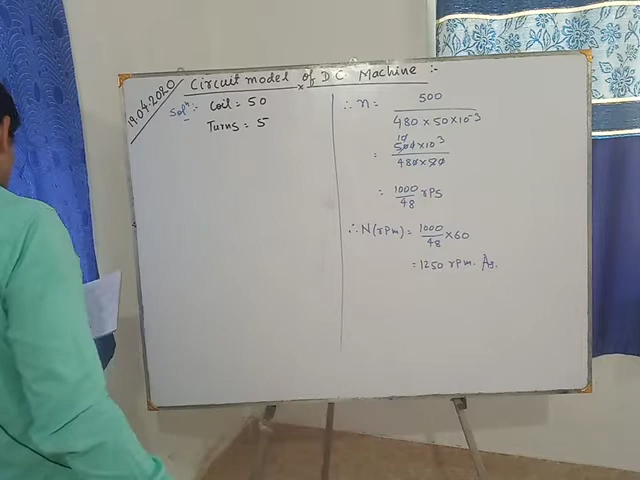 19.04.2020
Circuit model of DC Machine :-
Solⁿ :- Coil = 50
Turns = 5
∴ n = 500 / 480 × 50 × 10⁻³
= 500 × 10³ / 480 × 50
10
= 1000/48 rps
∴ N(rpm) = 1000/48 × 60
= 1250 rpm. Ans.